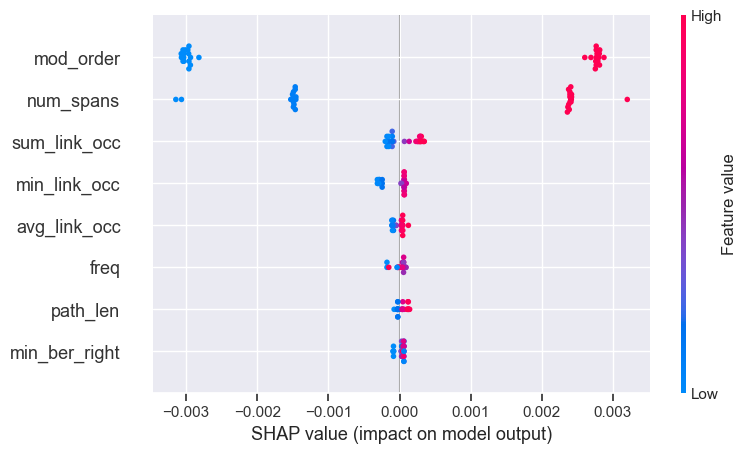 High
mod_order
num_spans
sum_link_occ
min_link_occ
avg_link_occ
freq
path_len
min_ber_right
Feature value
Low
−0.003 −0.002 −0.001 0.000 0.001 0.002 0.003
SHAP value (impact on model output)